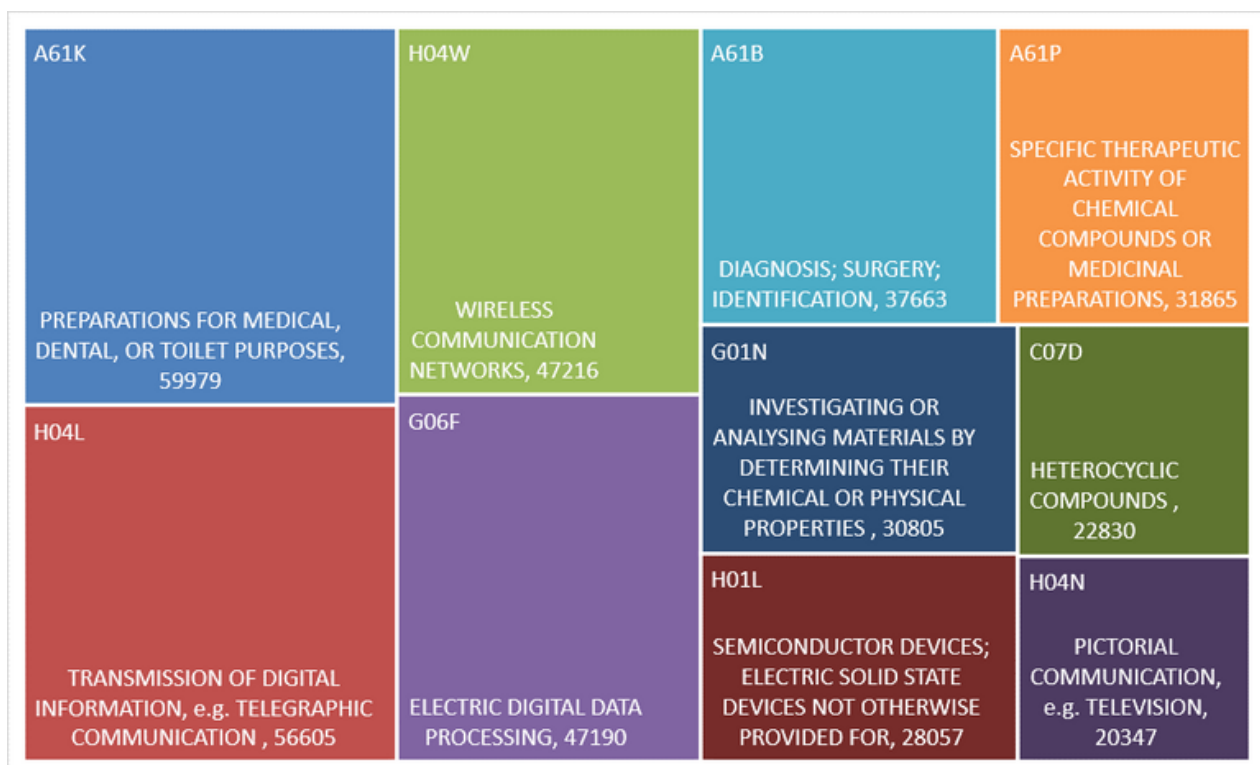 A61K
PREPARATIONS FOR MEDICAL,
DENTAL, OR TOILET PURPOSES,
59979
H04L
TRANSMISSION OF DIGITAL
INFORMATION, e.g. TELEGRAPHIC
COMMUNICATION , 56605
H04W
WIRELESS
COMMUNICATION
NETWORKS, 47216
G06F
ELECTRIC DIGITAL DATA
PROCESSING, 47190
A61B
DIAGNOSIS; SURGERY;
IDENTIFICATION, 37663
A61P
SPECIFIC THERAPEUTIC
ACTIVITY OF
CHEMICAL
COMPOUNDS OR
MEDICINAL
PREPARATIONS, 31865
G01N
INVESTIGATING OR
ANALYSING MATERIALS BY
DETERMINING THEIR
CHEMICAL OR PHYSICAL
PROPERTIES , 30805
C07D
HETEROCYCLIC
COMPOUNDS ,
22830
H01L
SEMICONDUCTOR DEVICES;
ELECTRIC SOLID STATE
DEVICES NOT OTHERWISE
PROVIDED FOR, 28057
H04N
PICTORIAL
COMMUNICATION,
e.g. TELEVISION,
20347